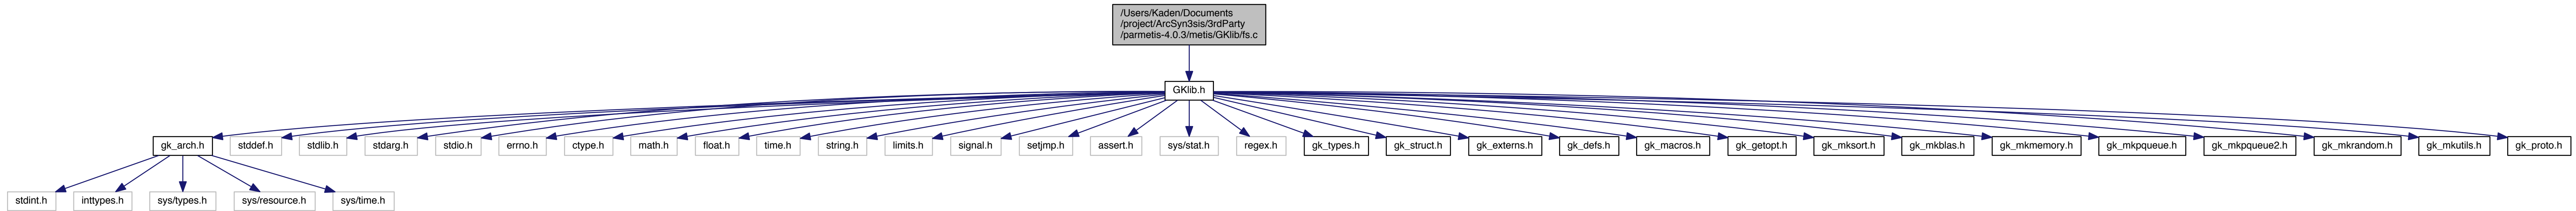 /Users/Kaden/Documents
/project/ArcSyn3sis/3rdParty
/parmetis-4.0.3/metis/GKlib/fs.c
GKlib.h
gk_arch.h
stddef.h
stdlib.h
stdarg.h
stdio.h
errno.h
ctype.h
math.h
float.h
time.h
string.h
limits.h
signal.h
setjmp.h
assert.h
sys/stat.h
regex.h
gk_types.h
gk_struct.h
gk_externs.h
gk_defs.h
gk_macros.h
gk_getopt.h
gk_mksort.h
gk_mkblas.h
gk_mkmemory.h
gk_mkpqueue.h
gk_mkpqueue2.h
gk_mkrandom.h
gk_mkutils.h
gk_proto.h
stdint.h
inttypes.h
sys/types.h
sys/resource.h
sys/time.h